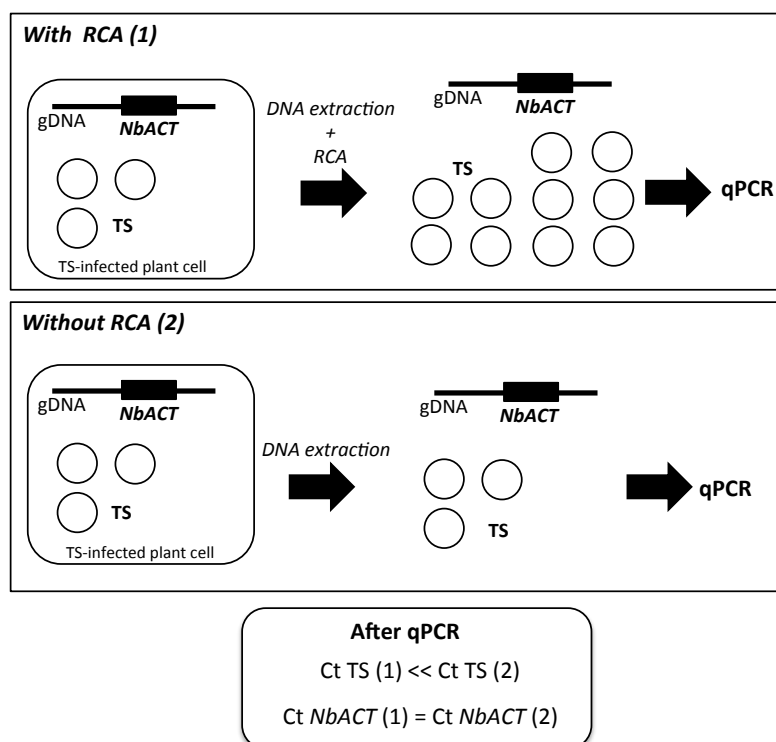 With RCA (1)
gDNA
NbACT
TS
TS-infected plant cell
DNA extraction
+
RCA
gDNA
NbACT
TS
qPCR
Without RCA (2)
gDNA
NbACT
TS
TS-infected plant cell
DNA extraction
gDNA
NbACT
TS
qPCR
After qPCR
Ct TS (1) << Ct TS (2)
Ct NbACT (1) = Ct NbACT (2)